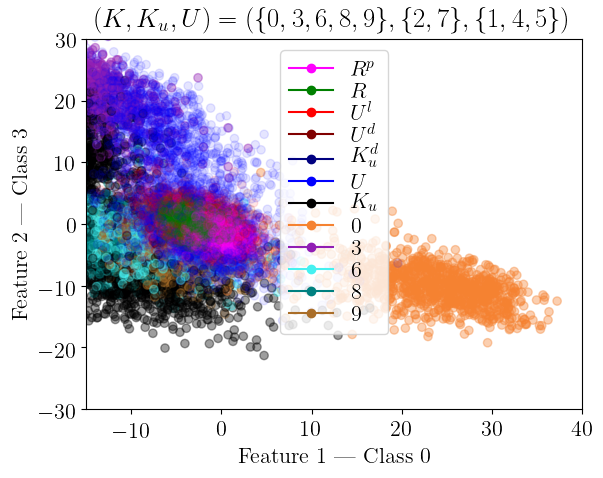 (K, K_u, U) = ({0, 3, 6, 8, 9}, {2, 7}, {1, 4, 5})
30
20
10
0
−10
−20
−30
Feature 2 — Class 3
R^p
R
U^l
U^d
K_u^d
U
K_u
0
3
6
8
9
−10
0
10
20
30
40
Feature 1 — Class 0